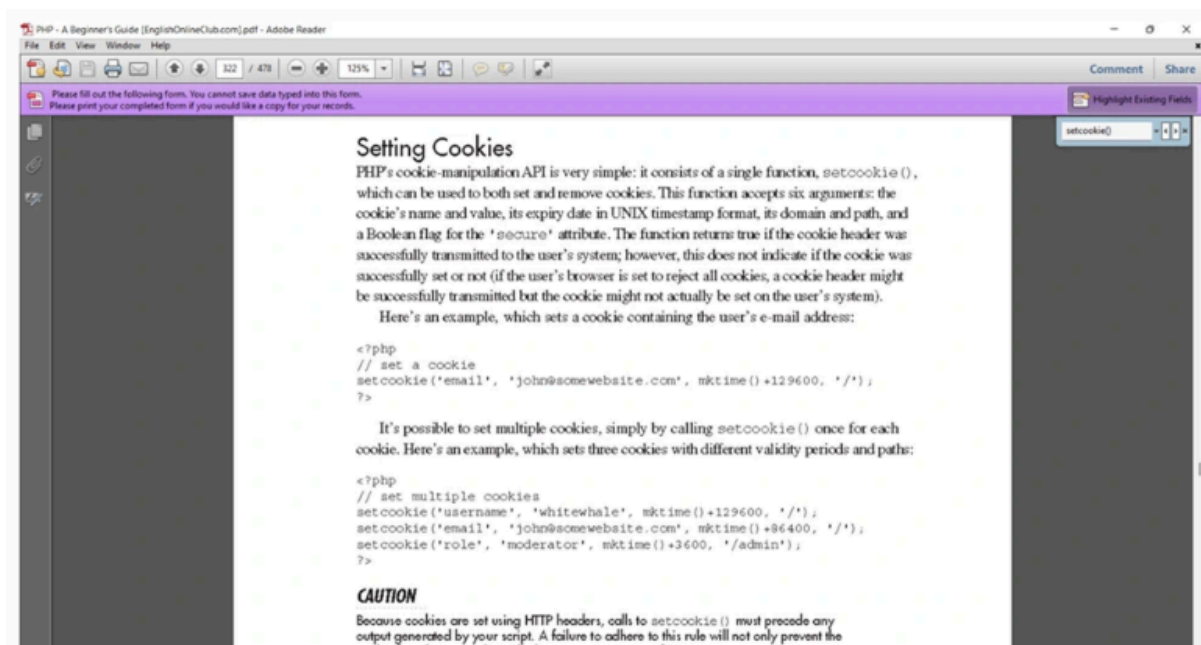 PHP - A Beginner's Guide [EnglishOnlineClub.com].pdf - Adobe Reader
File Edit View Window Help
322 / 478 125% Comment Share
Please fill out the following form. You cannot save data typed into this form.
Please print your completed form if you would like a copy for your records.
Highlight Existing Fields
setcookie()
Setting Cookies
PHP's cookie-manipulation API is very simple: it consists of a single function, setcookie(),
which can be used to both set and remove cookies. This function accepts six arguments: the
cookie's name and value, its expiry date in UNIX timestamp format, its domain and path, and
a Boolean flag for the 'secure' attribute. The function returns true if the cookie header was
successfully transmitted to the user's system; however, this does not indicate if the cookie was
successfully set or not (if the user's browser is set to reject all cookies, a cookie header might
be successfully transmitted but the cookie might not actually be set on the user's system).
Here's an example, which sets a cookie containing the user's e-mail address:
<?php
// set a cookie
setcookie('email', 'john@somewebsite.com', mktime()+129600, '/');
?>
It's possible to set multiple cookies, simply by calling setcookie() once for each
cookie. Here's an example, which sets three cookies with different validity periods and paths:
<?php
// set multiple cookies
setcookie('username', 'whitewhale', mktime()+129600, '/');
setcookie('email', 'john@somewebsite.com', mktime()+86400, '/');
setcookie('role', 'moderator', mktime()+3600, '/admin');
?>
CAUTION
Because cookies are set using HTTP headers, calls to setcookie() must precede any
output generated by your script. A failure to adhere to this rule will not only prevent the